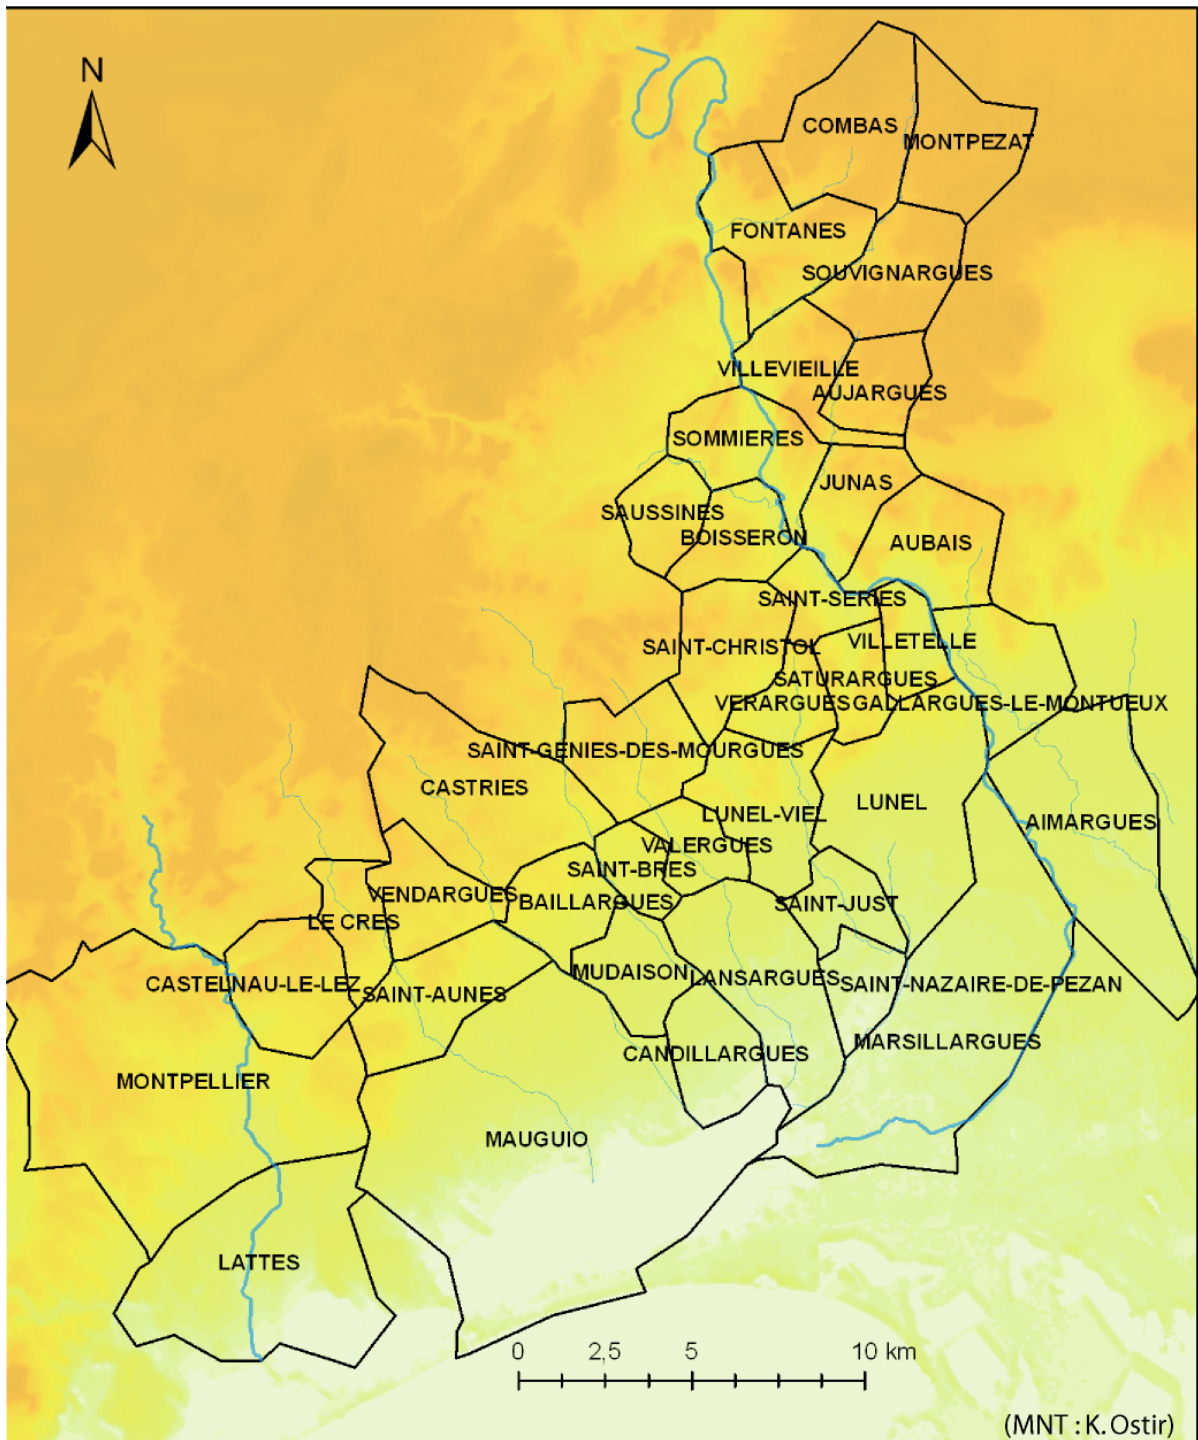 N
COMBAS
MONTPEZAT
FONTANES
SOUVIGNARGUES
VILLEVIEILLE
AUJARGUES
SOMMIERES
JUNAS
SAUSSINES
BOISSERON
AUBAIS
SAINT-SERIES
SAINT-CHRISTOL
VILLETELLE
SATURARGUES
VERARGUES
GALLARGUES-LE-MONTUEUX
SAINT-GENIES-DES-MOURGUES
CASTRIES
LUNEL-VIEL
LUNEL
AIMARGUES
VALERGUES
SAINT-BRES
VENDARGUES
BAILLARGUES
SAINT-JUST
LE CRES
MUDAISON
LANSARGUES
SAINT-NAZAIRE-DE-PEZAN
CASTELNAU-LE-LEZ
SAINT-AUNES
CANDILLARGUES
MARSILLARGUES
MONTPELLIER
MAUGUIO
LATTES
0 2,5 5 10 km
(MNT : K. Ostir)